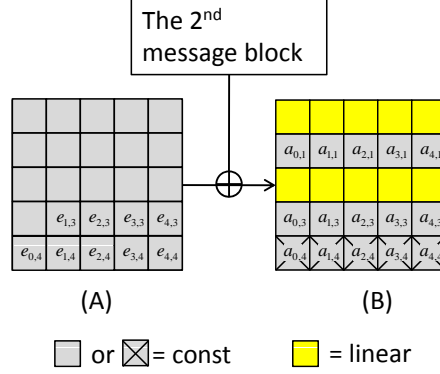 The 2nd
message block
a0,1 a1,1 a2,1 a3,1 a4,1
e1,3 e2,3 e3,3 e4,3
a0,3 a1,3 a2,3 a3,3 a4,3
e0,4 e1,4 e2,4 e3,4 e4,4
a0,4 a1,4 a2,4 a3,4 a4,4
(A) (B)
or = const = linear